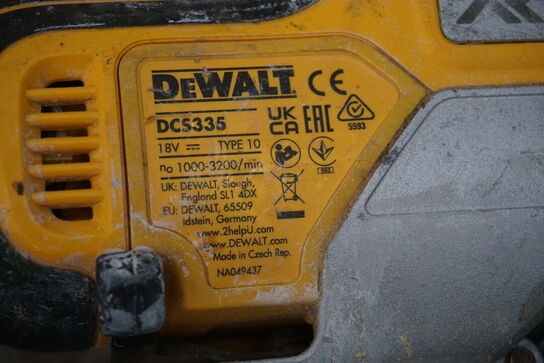 XR
DEWALT CE
DCS335 UK CA EAC 5593
18V ⎓ TYPE 10
no 1000-3200/min
UK: DEWALT, Slough,
England SL1 4DX
EU: DEWALT, 65509
Idstein, Germany
www.2helpU.com
www.DEWALT.com
Made in Czech Rep.
NA049437